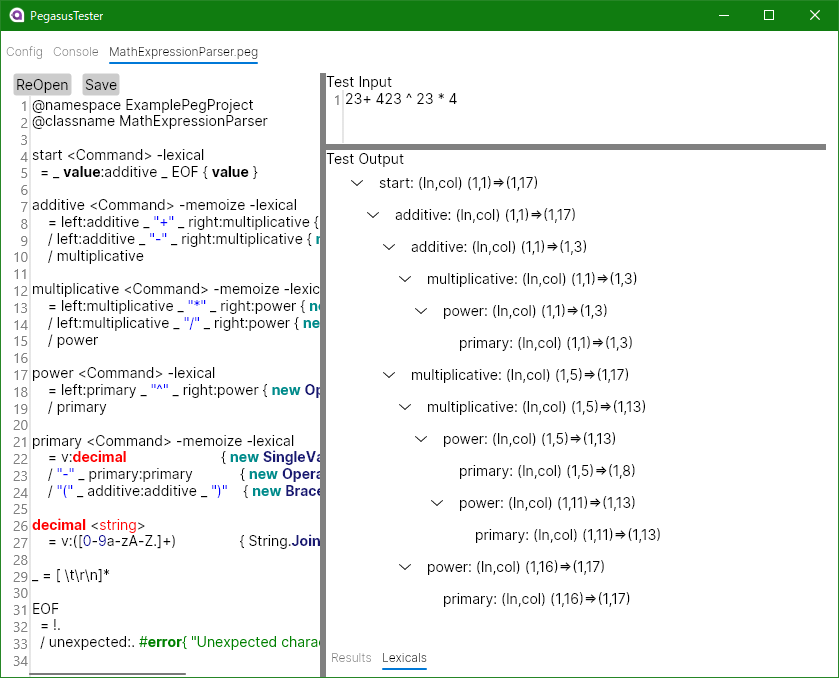 PegasusTester
Config Console MathExpressionParser.peg
ReOpen Save
1 @namespace ExamplePegProject
2 @classname MathExpressionParser
3
4 start <Command> -lexical
5 = _ value:additive _ EOF { value }
6
7 additive <Command> -memoize -lexical
8 = left:additive _ "+" _ right:multiplicative {
9 / left:additive _ "-" _ right:multiplicative {
10 / multiplicative
11
12 multiplicative <Command> -memoize -lexic
13 = left:multiplicative _ "*" _ right:power { ne
14 / left:multiplicative _ "/" _ right:power { ne
15 / power
16
17 power <Command> -lexical
18 = left:primary _ "^" _ right:power { new Op
19 / primary
20
21 primary <Command> -memoize -lexical
22 = v:decimal { new SingleVa
23 / "-" _ primary:primary { new Opera
24 / "(" _ additive:additive _ ")" { new Brace
25
26 decimal <string>
27 = v:([0-9a-zA-Z.]+) { String.Join
28
29 _ = [ \t\r\n]*
30
31 EOF
32 = !.
33 / unexpected:. #error{ "Unexpected charac
34
Test Input
1 23+ 423 ^ 23 * 4
Test Output
start: (ln,col) (1,1)=>(1,17)
additive: (ln,col) (1,1)=>(1,17)
additive: (ln,col) (1,1)=>(1,3)
multiplicative: (ln,col) (1,1)=>(1,3)
power: (ln,col) (1,1)=>(1,3)
primary: (ln,col) (1,1)=>(1,3)
multiplicative: (ln,col) (1,5)=>(1,17)
multiplicative: (ln,col) (1,5)=>(1,13)
power: (ln,col) (1,5)=>(1,13)
primary: (ln,col) (1,5)=>(1,8)
power: (ln,col) (1,11)=>(1,13)
primary: (ln,col) (1,11)=>(1,13)
power: (ln,col) (1,16)=>(1,17)
primary: (ln,col) (1,16)=>(1,17)
Results Lexicals